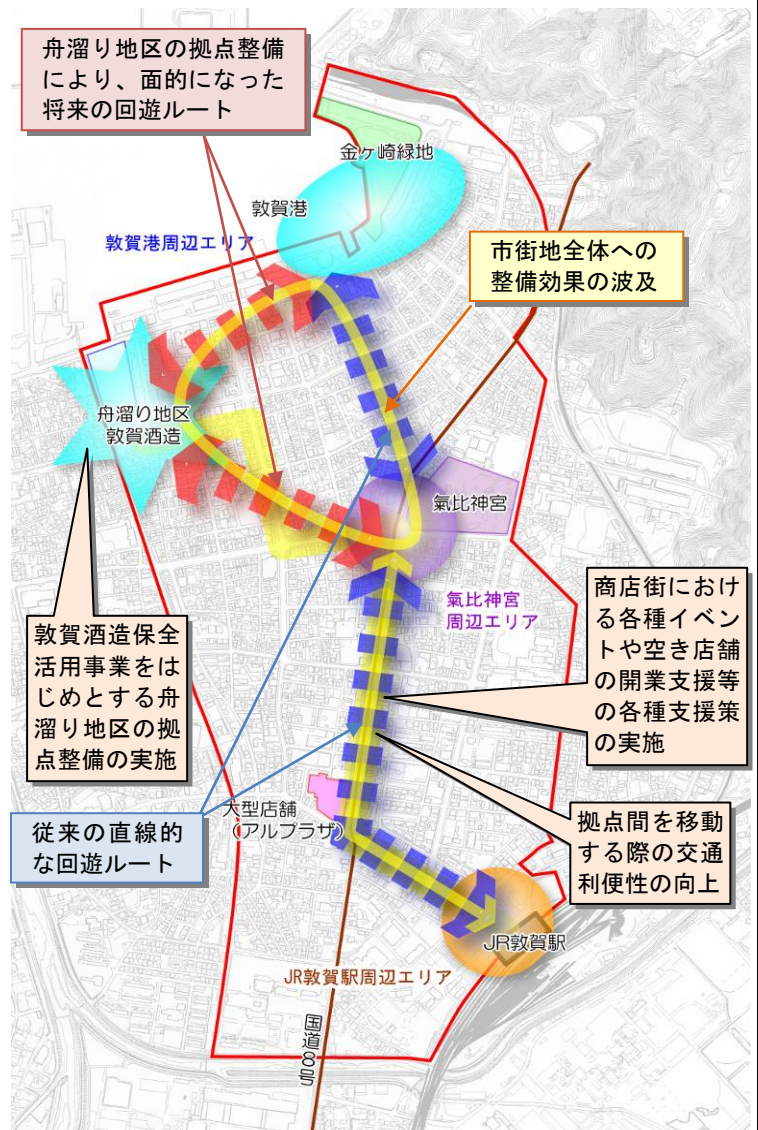 舟溜り地区の拠点整備
により、面的になった
将来の回遊ルート
金ヶ崎緑地
敦賀港
敦賀港周辺エリア
市街地全体への
整備効果の波及
舟溜り地区
敦賀酒造
氣比神宮
氣比神宮
周辺エリア
敦賀酒造保全
活用事業をは
じめとする舟
溜り地区の拠
点整備の実施
商店街におけ
る各種イベン
トや空き店舗
の開業支援等
の各種支援策
の実施
大型店舗
（アルプラザ）
従来の直線的
な回遊ルート
拠点間を移動
する際の交通
利便性の向上
JR敦賀駅
JR敦賀駅周辺エリア
国道8号